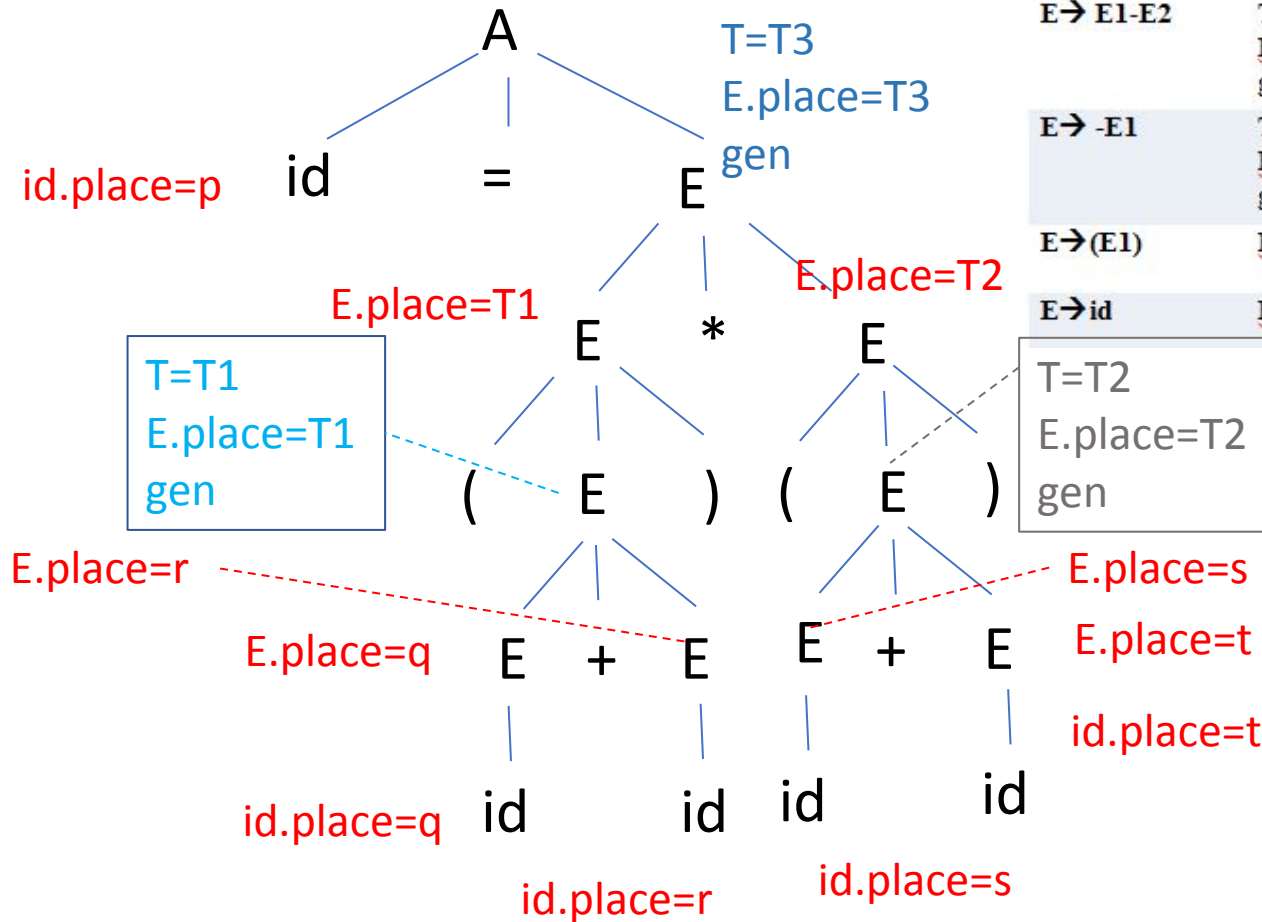 A
T=T3
E.place=T3
gen
id.place=p
id
=
E
E→ E1-E2
E→ -E1
E→(E1)
E→id
E.place=T1
E.place=T2
E
*
E
T=T1
E.place=T1
gen
T=T2
E.place=T2
gen
(
E
)
(
E
)
E.place=r
E.place=s
E.place=q
E
+
E
E
+
E
E.place=t
id.place=t
id.place=q
id
id
id
id
id.place=r
id.place=s